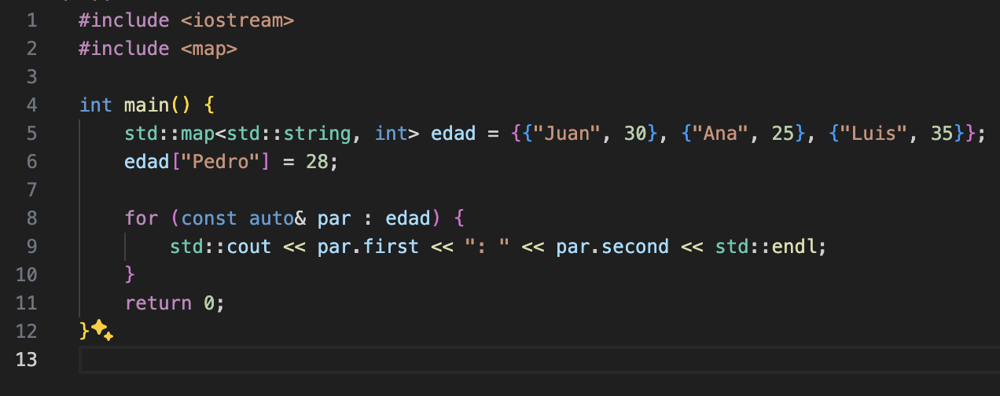 1 #include <iostream>
2 #include <map>
3
4 int main() {
5     std::map<std::string, int> edad = {{"Juan", 30}, {"Ana", 25}, {"Luis", 35}};
6     edad["Pedro"] = 28;
7
8     for (const auto& par : edad) {
9         std::cout << par.first << ": " << par.second << std::endl;
10     }
11     return 0;
12 }
13